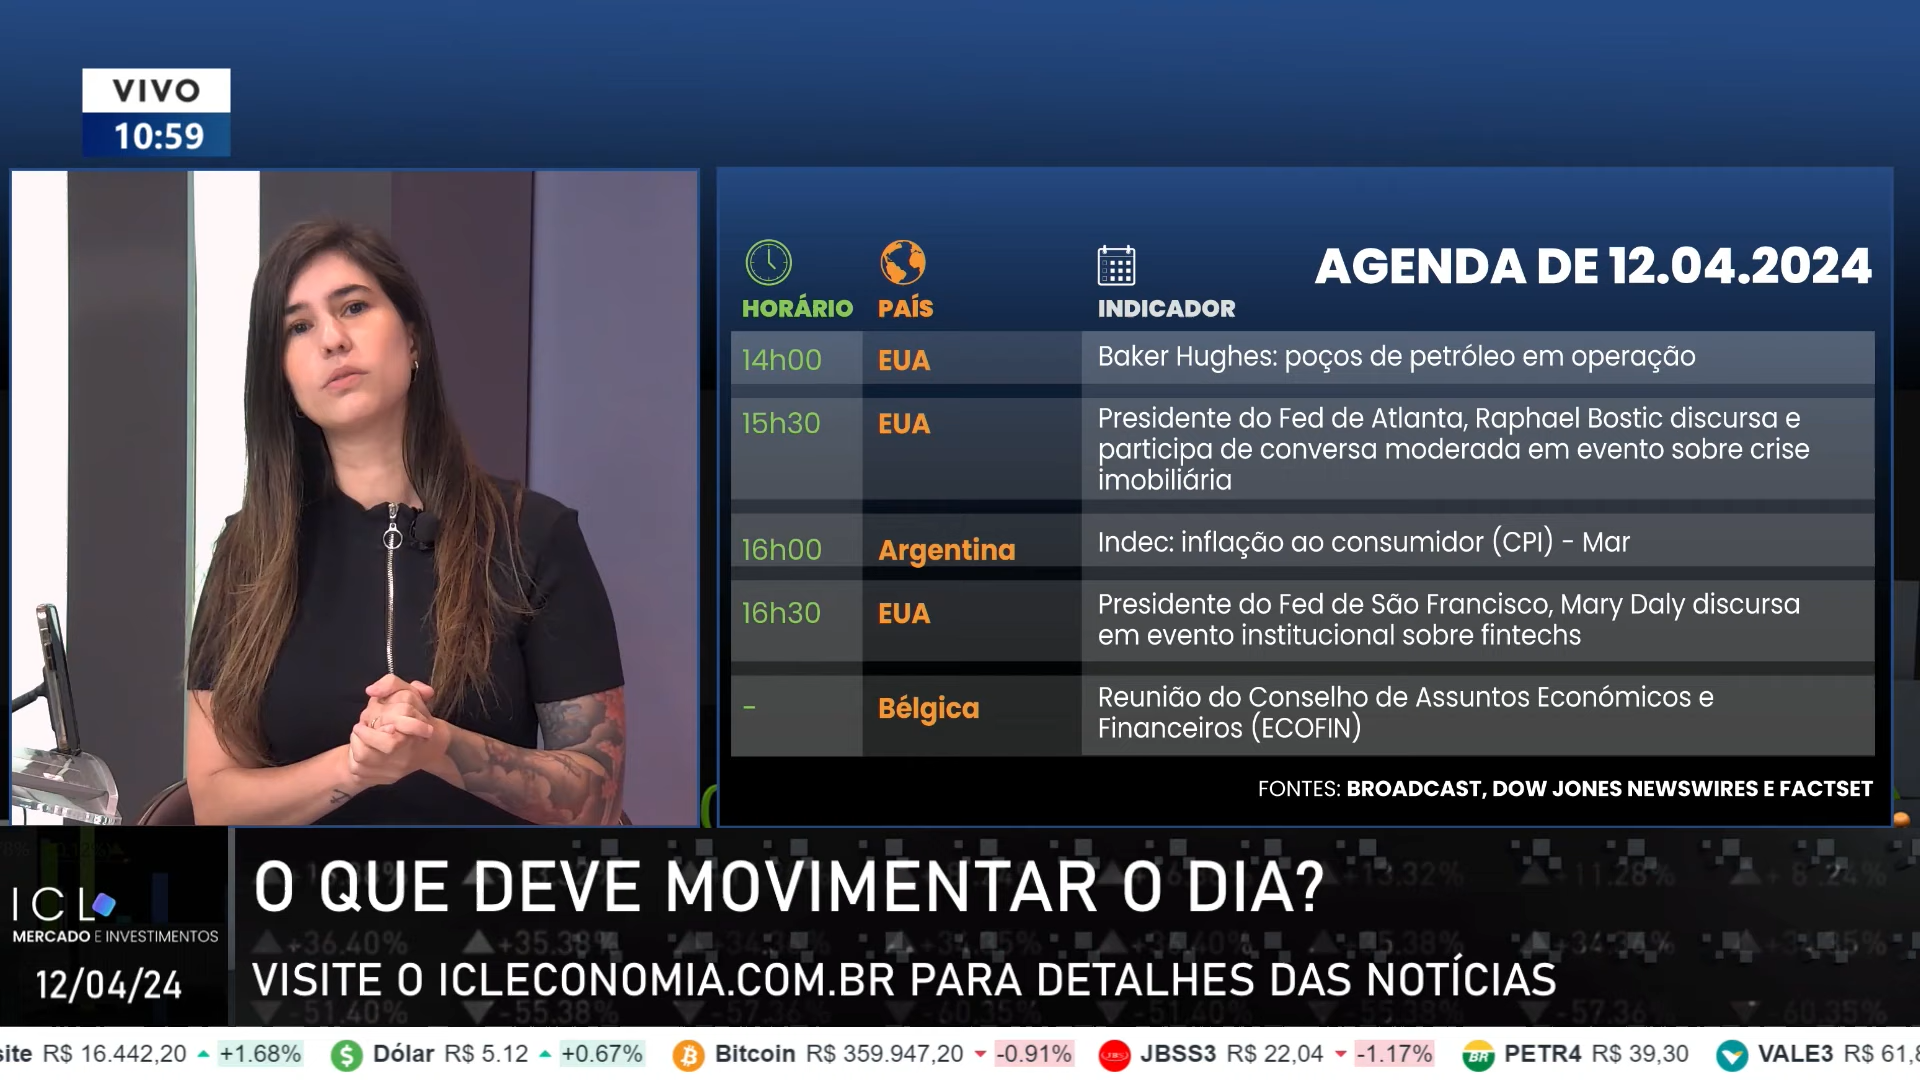 VIVO
10:59
AGENDA DE 12.04.2024
HORÁRIO PAÍS INDICADOR
14h00 EUA Baker Hughes: poços de petróleo em operação
15h30 EUA Presidente do Fed de Atlanta, Raphael Bostic discursa e
participa de conversa moderada em evento sobre crise
imobiliária
16h00 Argentina Indec: inflação ao consumidor (CPI) - Mar
16h30 EUA Presidente do Fed de São Francisco, Mary Daly discursa
em evento institucional sobre fintechs
- Bélgica Reunião do Conselho de Assuntos Económicos e
Financeiros (ECOFIN)
FONTES: BROADCAST, DOW JONES NEWSWIRES E FACTSET
ICL
MERCADO E INVESTIMENTOS
12/04/24
O QUE DEVE MOVIMENTAR O DIA?
VISITE O ICLECONOMIA.COM.BR PARA DETALHES DAS NOTÍCIAS
R$ 16.442,20 +1.68% Dólar R$ 5.12 +0.67% Bitcoin R$ 359.947,20 -0.91% JBSS3 R$ 22,04 -1.17% BR PETR4 R$ 39,30 VALE3 R$